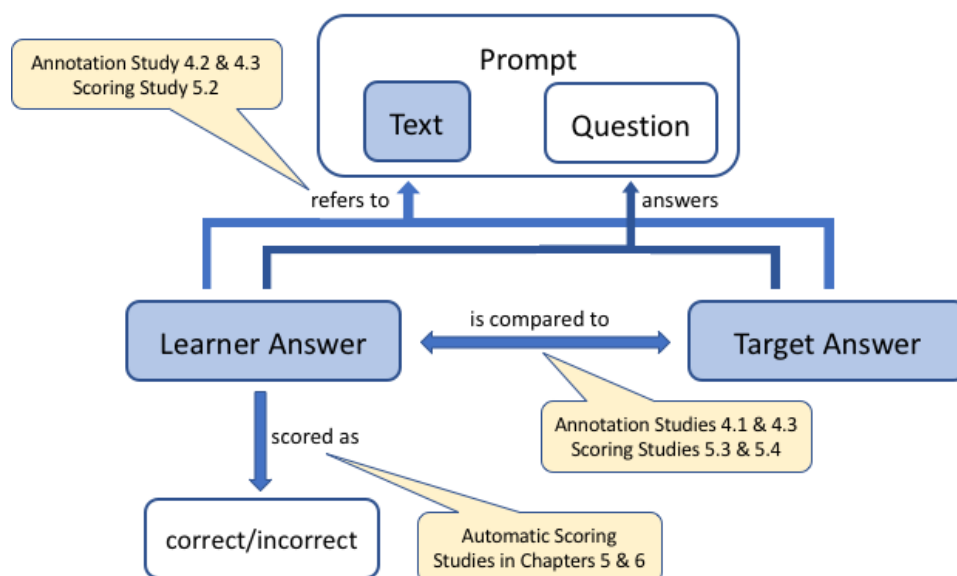 Annotation Study 4.2 & 4.3
Scoring Study 5.2
Prompt
Text
Question
refers to
answers
Learner Answer
is compared to
Target Answer
Annotation Studies 4.1 & 4.3
Scoring Studies 5.3 & 5.4
scored as
correct/incorrect
Automatic Scoring
Studies in Chapters 5 & 6